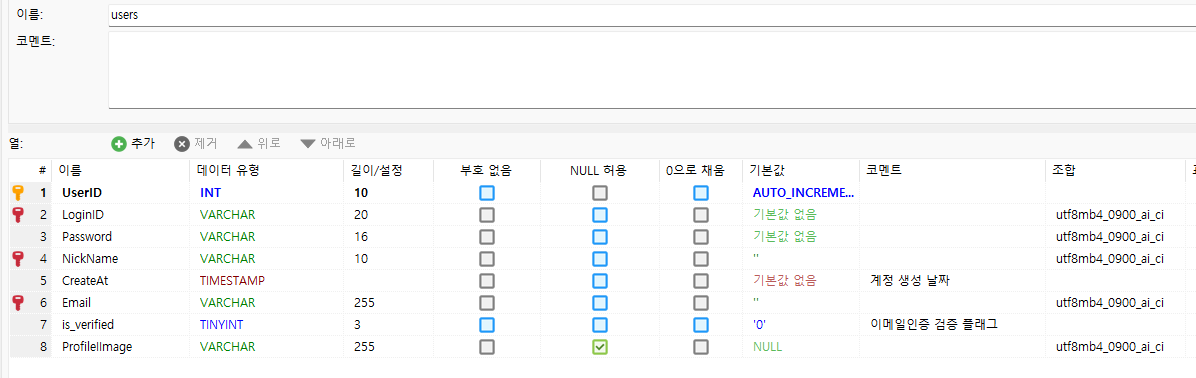 이름: users
코멘트:
열: 추가 제거 위로 아래로
# 이름 데이터 유형 길이/설정 부호 없음 NULL 허용 0으로 채움 기본값 코멘트 조합
1 UserID INT 10 AUTO_INCREME...
2 LoginID VARCHAR 20 기본값 없음 utf8mb4_0900_ai_ci
3 Password VARCHAR 16 기본값 없음 utf8mb4_0900_ai_ci
4 NickName VARCHAR 10 '' utf8mb4_0900_ai_ci
5 CreateAt TIMESTAMP 기본값 없음 계정 생성 날짜
6 Email VARCHAR 255 '' utf8mb4_0900_ai_ci
7 is_verified TINYINT 3 '0' 이메일인증 검증 플래그
8 ProfileIImage VARCHAR 255 NULL utf8mb4_0900_ai_ci